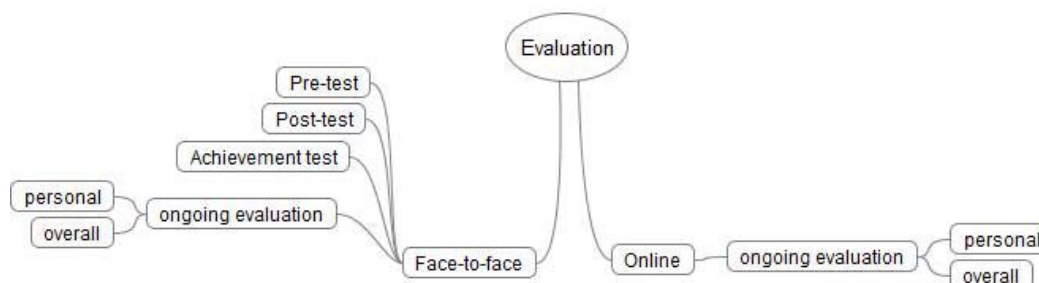 Evaluation
Pre-test
Post-test
Achievement test
personal
ongoing evaluation
overall
Face-to-face
Online
ongoing evaluation
personal
overall